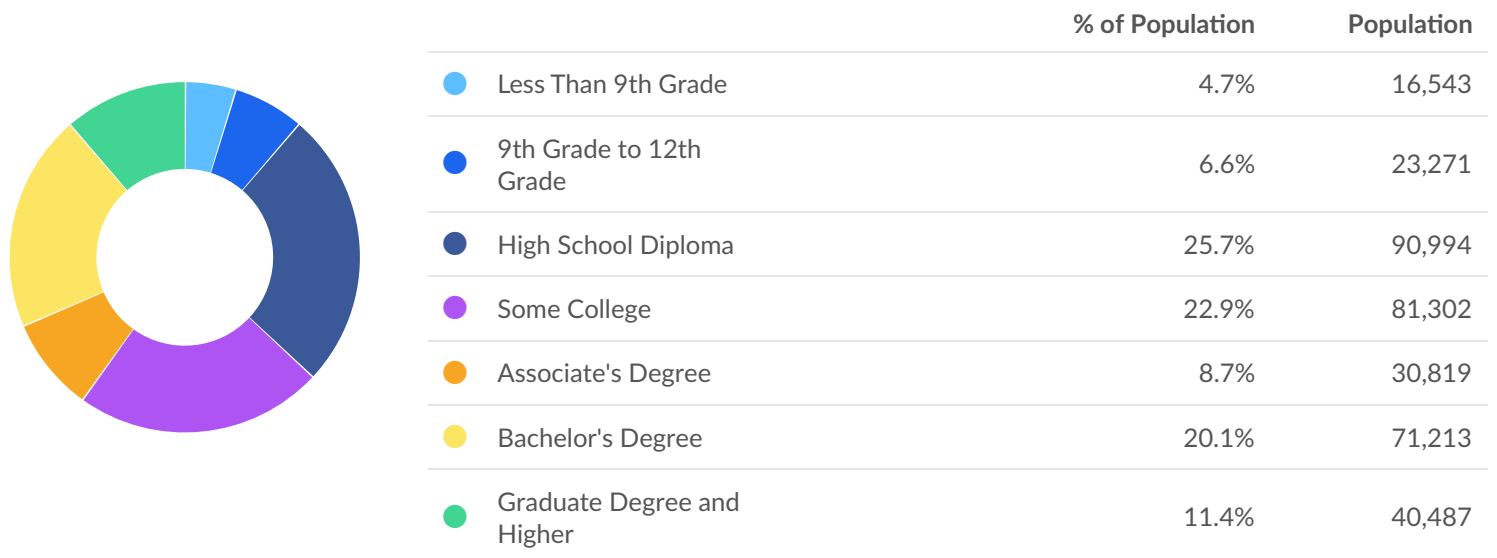 % of Population Population
Less Than 9th Grade 4.7% 16,543
9th Grade to 12th
Grade 6.6% 23,271
High School Diploma 25.7% 90,994
Some College 22.9% 81,302
Associate's Degree 8.7% 30,819
Bachelor's Degree 20.1% 71,213
Graduate Degree and
Higher 11.4% 40,487